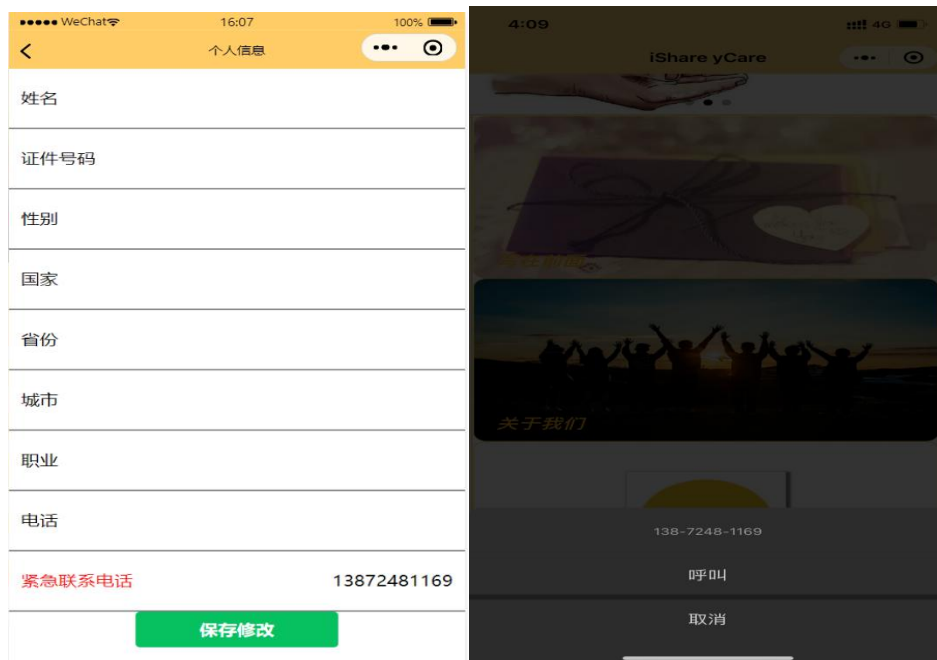 WeChat
16:07
100%
个人信息
姓名
证件号码
性别
国家
省份
城市
职业
电话
紧急联系电话
13872481169
保存修改
4:09
4G
iShare yCare
关于我们
138-7248-1169
呼叫
取消